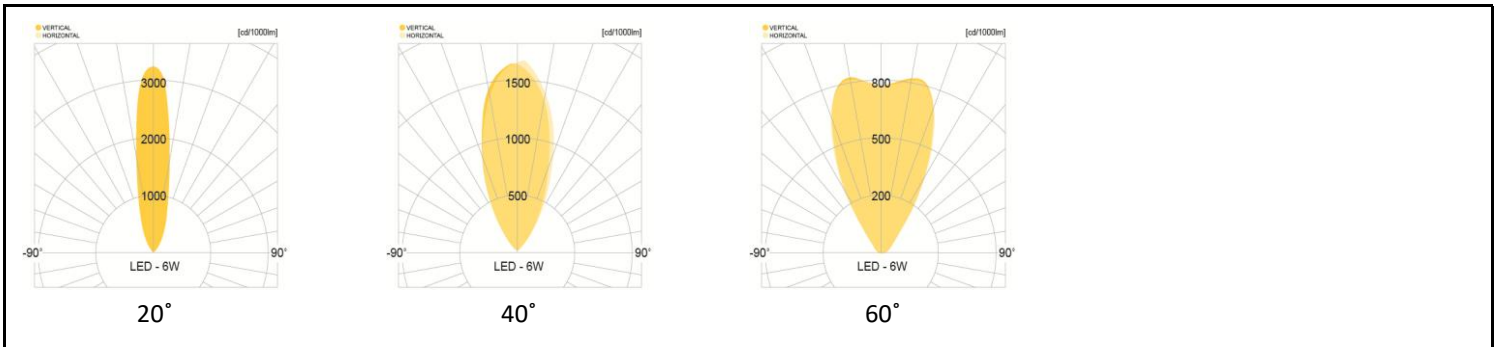 VERTICAL
HORIZONTAL
[cd/1000lm]
3000
2000
1000
-90°
90°
LED - 6W
20°
VERTICAL
HORIZONTAL
[cd/1000lm]
1500
1000
500
-90°
90°
LED - 6W
40°
VERTICAL
HORIZONTAL
[cd/1000lm]
800
500
200
-90°
90°
LED - 6W
60°